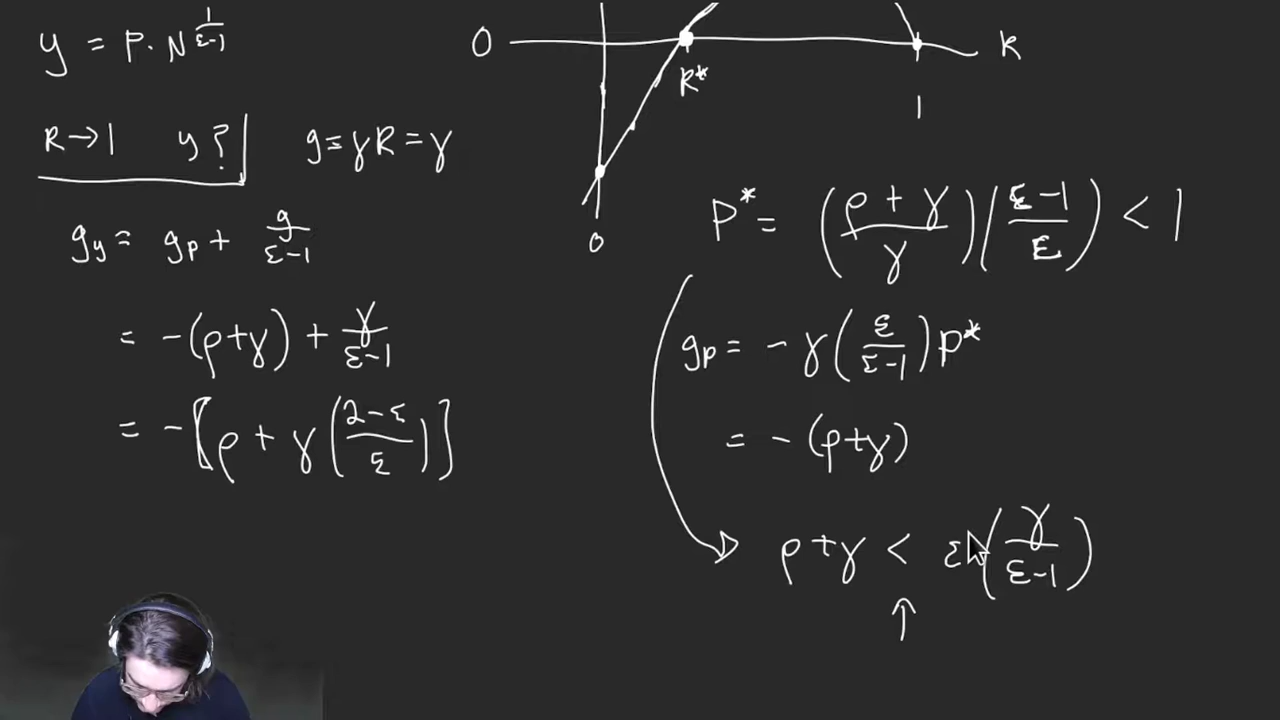 y = P · N^{1/(ε-1)}
R → 1 y?
g = γR = γ
g_y = g_P + g/(ε-1)
= -(ρ+γ) + γ/(ε-1)
= -[ρ + γ((2-ε)/ε)]
0 R
R*
1
0
P* = ((ρ + γ)/γ)((ε-1)/ε) < 1
g_P = -γ(ε/(ε-1))P*
= -(ρ+γ)
→ ρ+γ < ε(γ/(ε-1))
↑